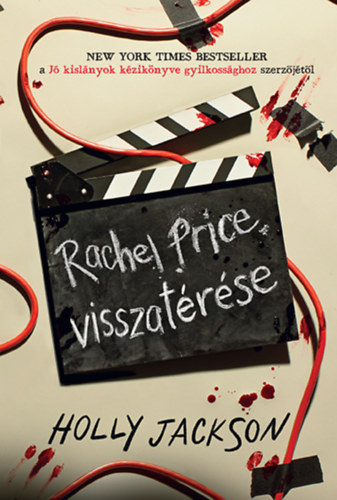 NEW YORK TIMES BESTSELLER
a Jó kislányok kézikönyve gyilkossághoz szerzőjétől
Rachel Price
visszatérése
HOLLY JACKSON